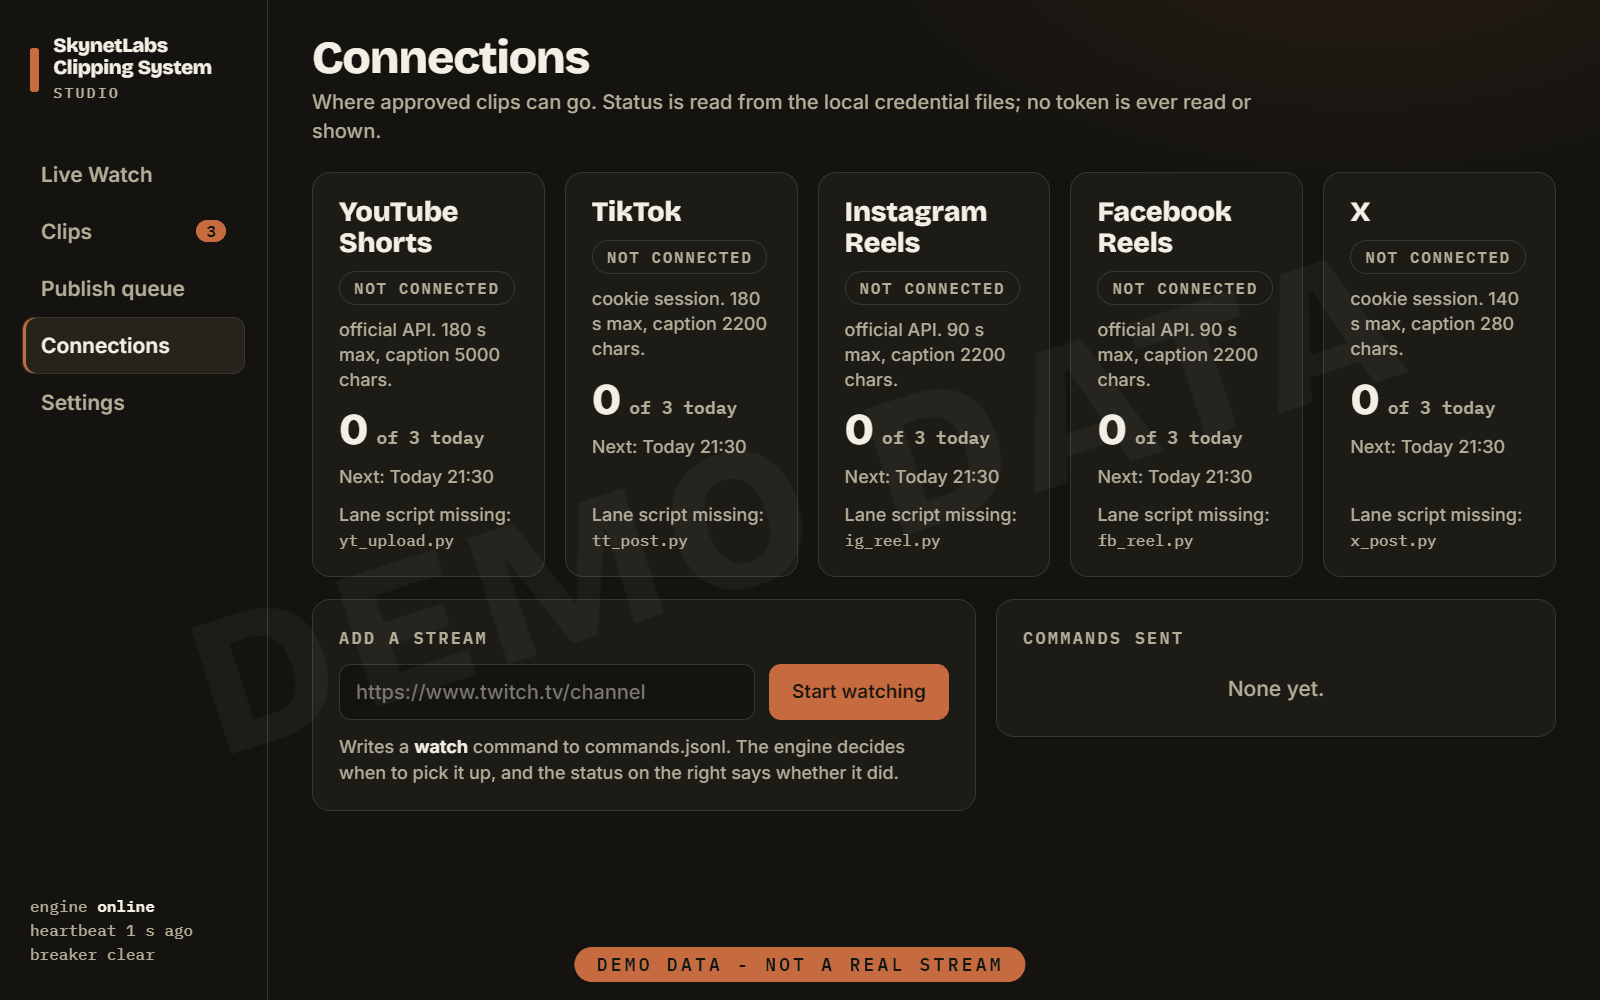 SkynetLabs
Clipping System
STUDIO
Live Watch
Clips
3
Publish queue
Connections
Settings
engine online
heartbeat 1 s ago
breaker clear
Connections
Where approved clips can go. Status is read from the local credential files; no token is ever read or
shown.
YouTube
Shorts
NOT CONNECTED
official API. 180 s
max, caption 5000
chars.
0 of 3 today
Next: Today 21:30
Lane script missing:
yt_upload.py
TikTok
NOT CONNECTED
cookie session. 180
s max, caption 2200
chars.
0 of 3 today
Next: Today 21:30
Lane script missing:
tt_post.py
Instagram
Reels
NOT CONNECTED
official API. 90 s
max, caption 2200
chars.
0 of 3 today
Next: Today 21:30
Lane script missing:
ig_reel.py
Facebook
Reels
NOT CONNECTED
official API. 90 s
max, caption 2200
chars.
0 of 3 today
Next: Today 21:30
Lane script missing:
fb_reel.py
X
NOT CONNECTED
cookie session. 140
s max, caption 280
chars.
0 of 3 today
Next: Today 21:30
Lane script missing:
x_post.py
ADD A STREAM
https://www.twitch.tv/channel
Start watching
Writes a watch command to commands.jsonl. The engine decides
when to pick it up, and the status on the right says whether it did.
COMMANDS SENT
None yet.
DEMO DATA
DEMO DATA - NOT A REAL STREAM